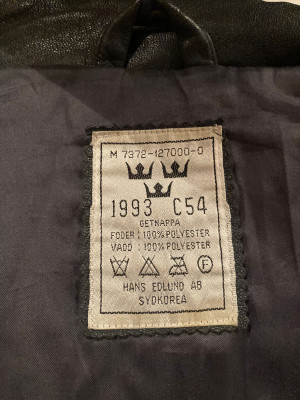 M 7372-127000-0
1993 C54
GETNAPPA
FODER: 100% POLYESTER
VADD: 100% POLYESTER
F
HANS EDLUND AB
SYDKOREA